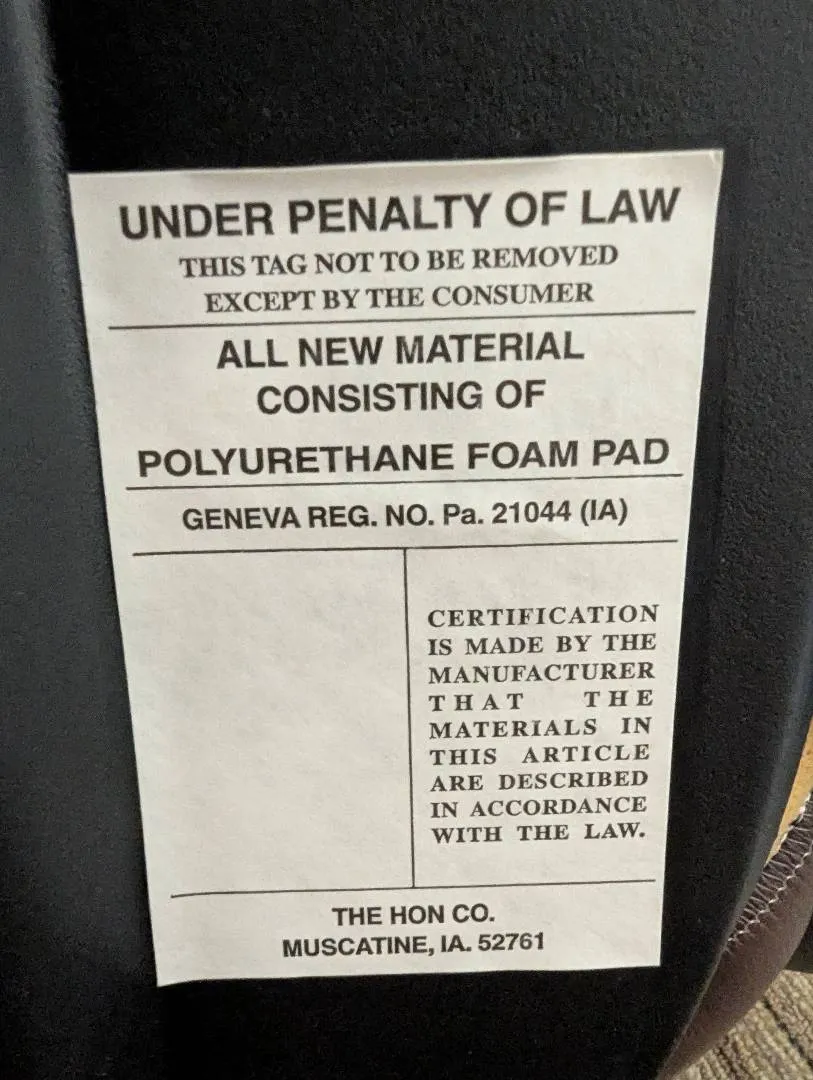 UNDER PENALTY OF LAW
THIS TAG NOT TO BE REMOVED
EXCEPT BY THE CONSUMER
ALL NEW MATERIAL
CONSISTING OF
POLYURETHANE FOAM PAD
GENEVA REG. NO. Pa. 21044 (IA)
CERTIFICATION
IS MADE BY THE
MANUFACTURER
THAT THE
MATERIALS IN
THIS ARTICLE
ARE DESCRIBED
IN ACCORDANCE
WITH THE LAW.
THE HON CO.
MUSCATINE, IA. 52761